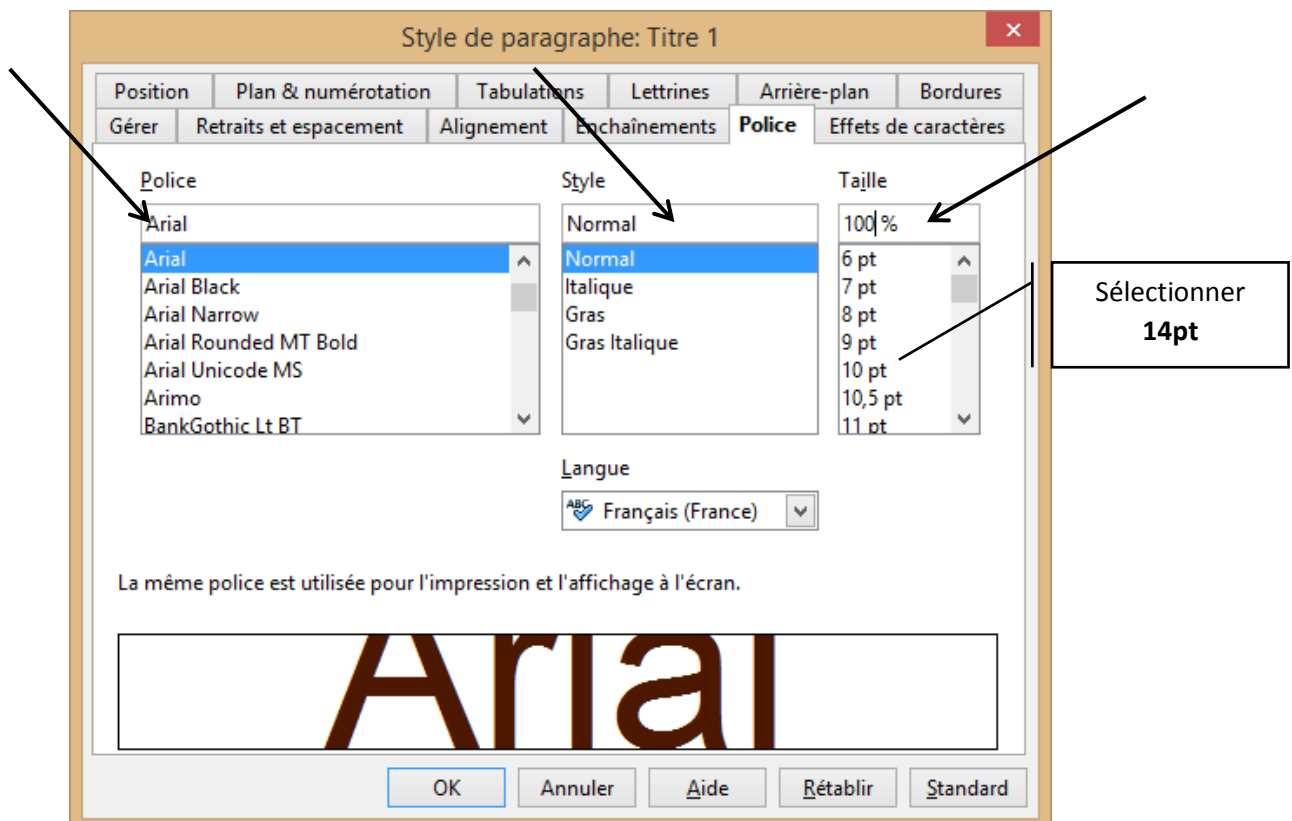 Style de paragraphe: Titre 1
Position Plan & numérotation Tabulations Lettrines Arrière-plan Bordures
Gérer Retraits et espacement Alignement Enchaînements Police Effets de caractères
Police
Arial
Arial
Arial Black
Arial Narrow
Arial Rounded MT Bold
Arial Unicode MS
Arimo
BankGothic Lt BT
Style
Normal
Normal
Italique
Gras
Gras Italique
Taille
100 %
6 pt
7 pt
8 pt
9 pt
10 pt
10,5 pt
11 pt
Sélectionner
14pt
Langue
ABC Français (France)
La même police est utilisée pour l'impression et l'affichage à l'écran.
Arial
OK Annuler Aide Rétablir Standard